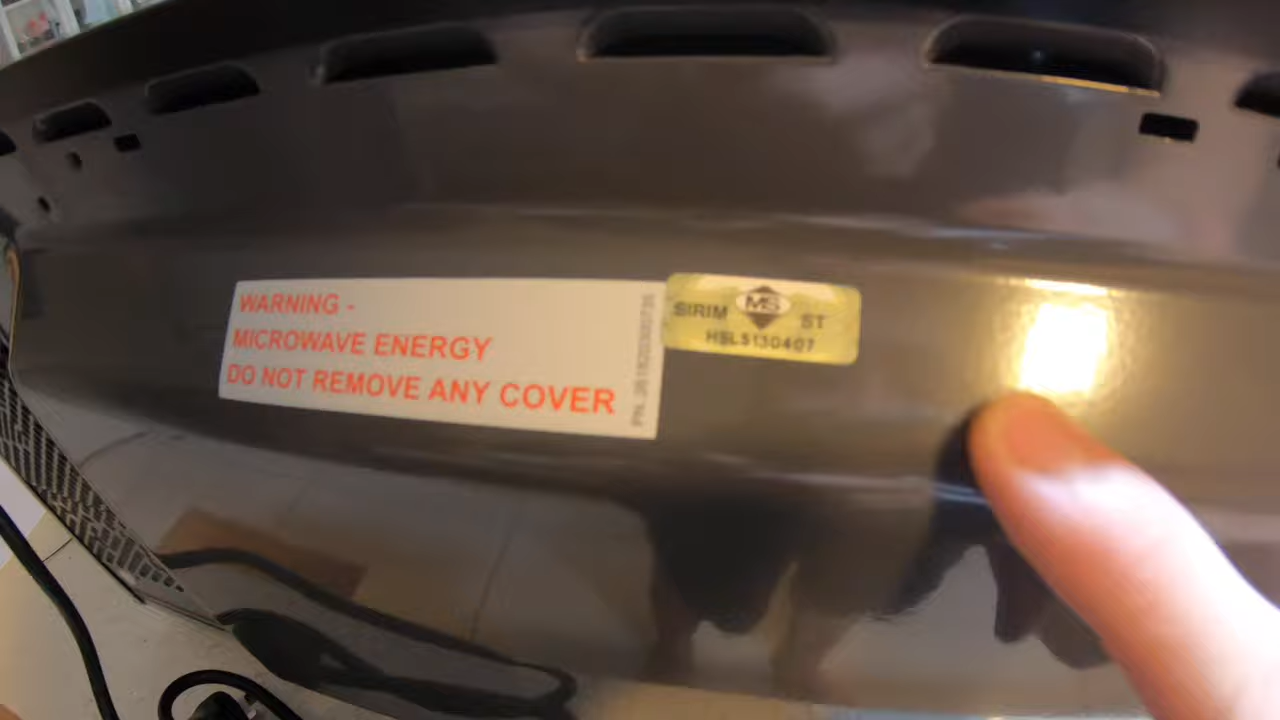 WARNING -
MICROWAVE ENERGY
DO NOT REMOVE ANY COVER
SIRIM MS ST
HSL5130407